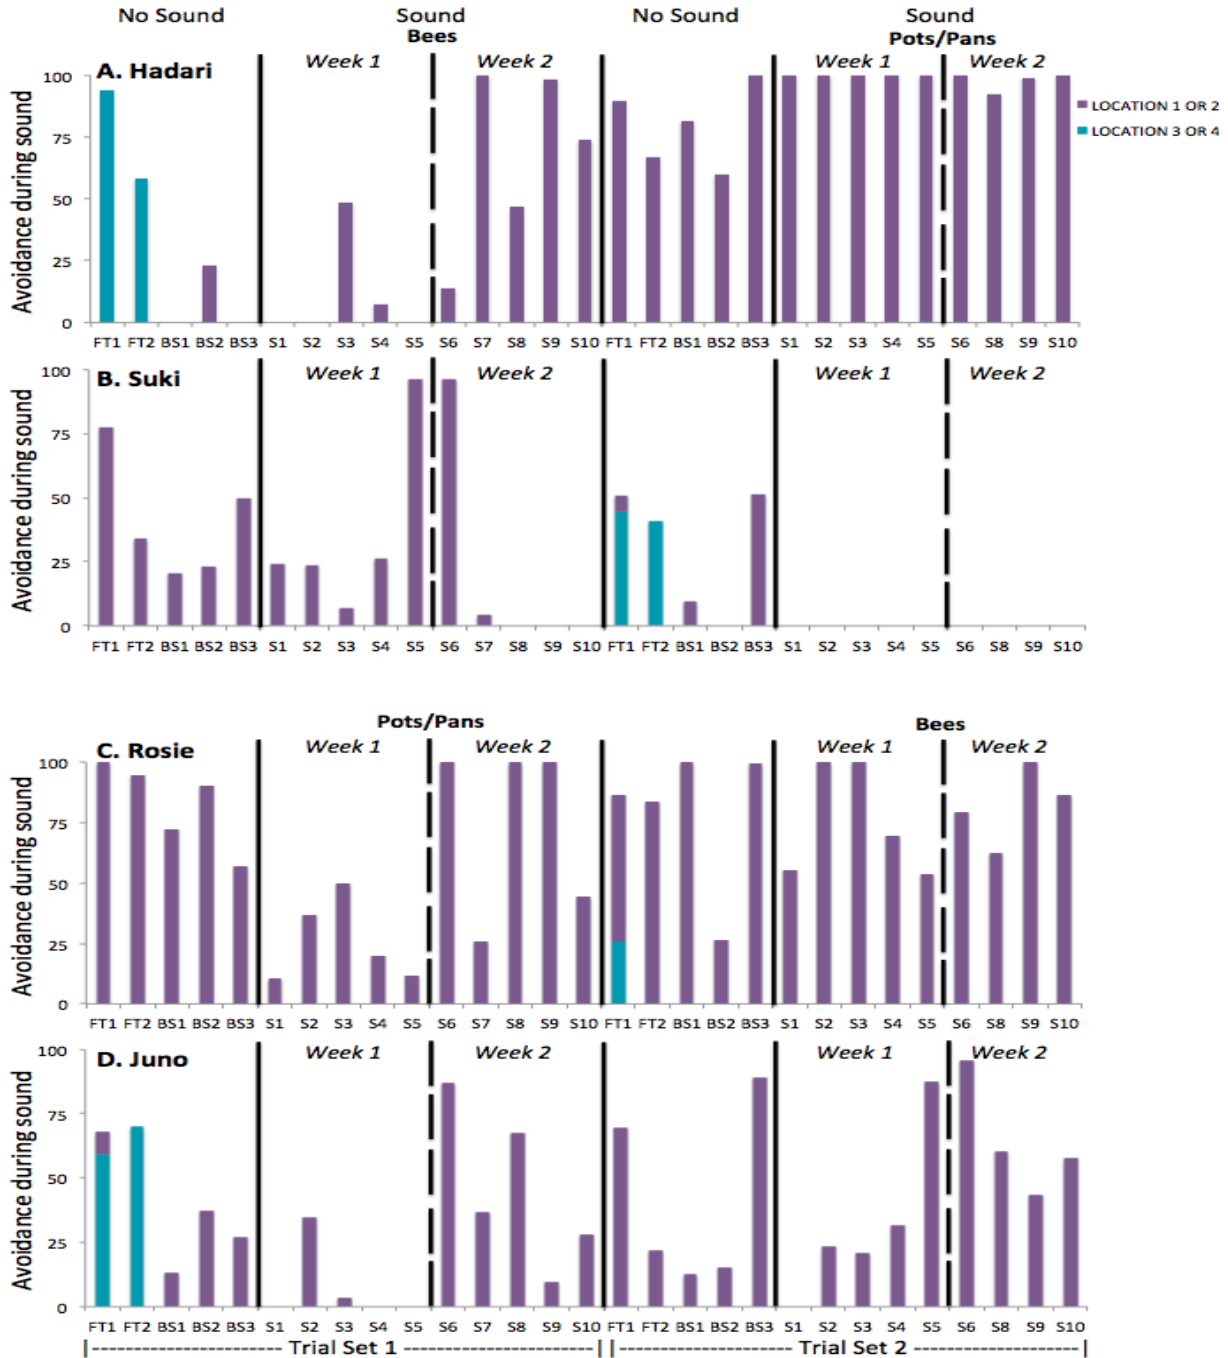 No Sound Sound No Sound Sound
Bees Pots/Pans
A. Hadari Week 1 Week 2 Week 1 Week 2
Avoidance during sound
100
75
50
25
0
LOCATION 1 OR 2
LOCATION 3 OR 4
FT1 FT2 BS1 BS2 BS3 S1 S2 S3 S4 S5 S6 S7 S8 S9 S10 FT1 FT2 BS1 BS2 BS3 S1 S2 S3 S4 S5 S6 S8 S9 S10
B. Suki Week 1 Week 2 Week 1 Week 2
Avoidance during sound
100
75
50
25
0
FT1 FT2 BS1 BS2 BS3 S1 S2 S3 S4 S5 S6 S7 S8 S9 S10 FT1 FT2 BS1 BS2 BS3 S1 S2 S3 S4 S5 S6 S8 S9 S10
Pots/Pans Bees
C. Rosie Week 1 Week 2 Week 1 Week 2
Avoidance during sound
100
75
50
25
0
FT1 FT2 BS1 BS2 BS3 S1 S2 S3 S4 S5 S6 S7 S8 S9 S10 FT1 FT2 BS1 BS2 BS3 S1 S2 S3 S4 S5 S6 S8 S9 S10
D. Juno Week 1 Week 2 Week 1 Week 2
Avoidance during sound
100
75
50
25
0
FT1 FT2 BS1 BS2 BS3 S1 S2 S3 S4 S5 S6 S7 S8 S9 S10 FT1 FT2 BS1 BS2 BS3 S1 S2 S3 S4 S5 S6 S8 S9 S10
|----------------------- Trial Set 1 -----------------------| |----------------------- Trial Set 2 --------------------|